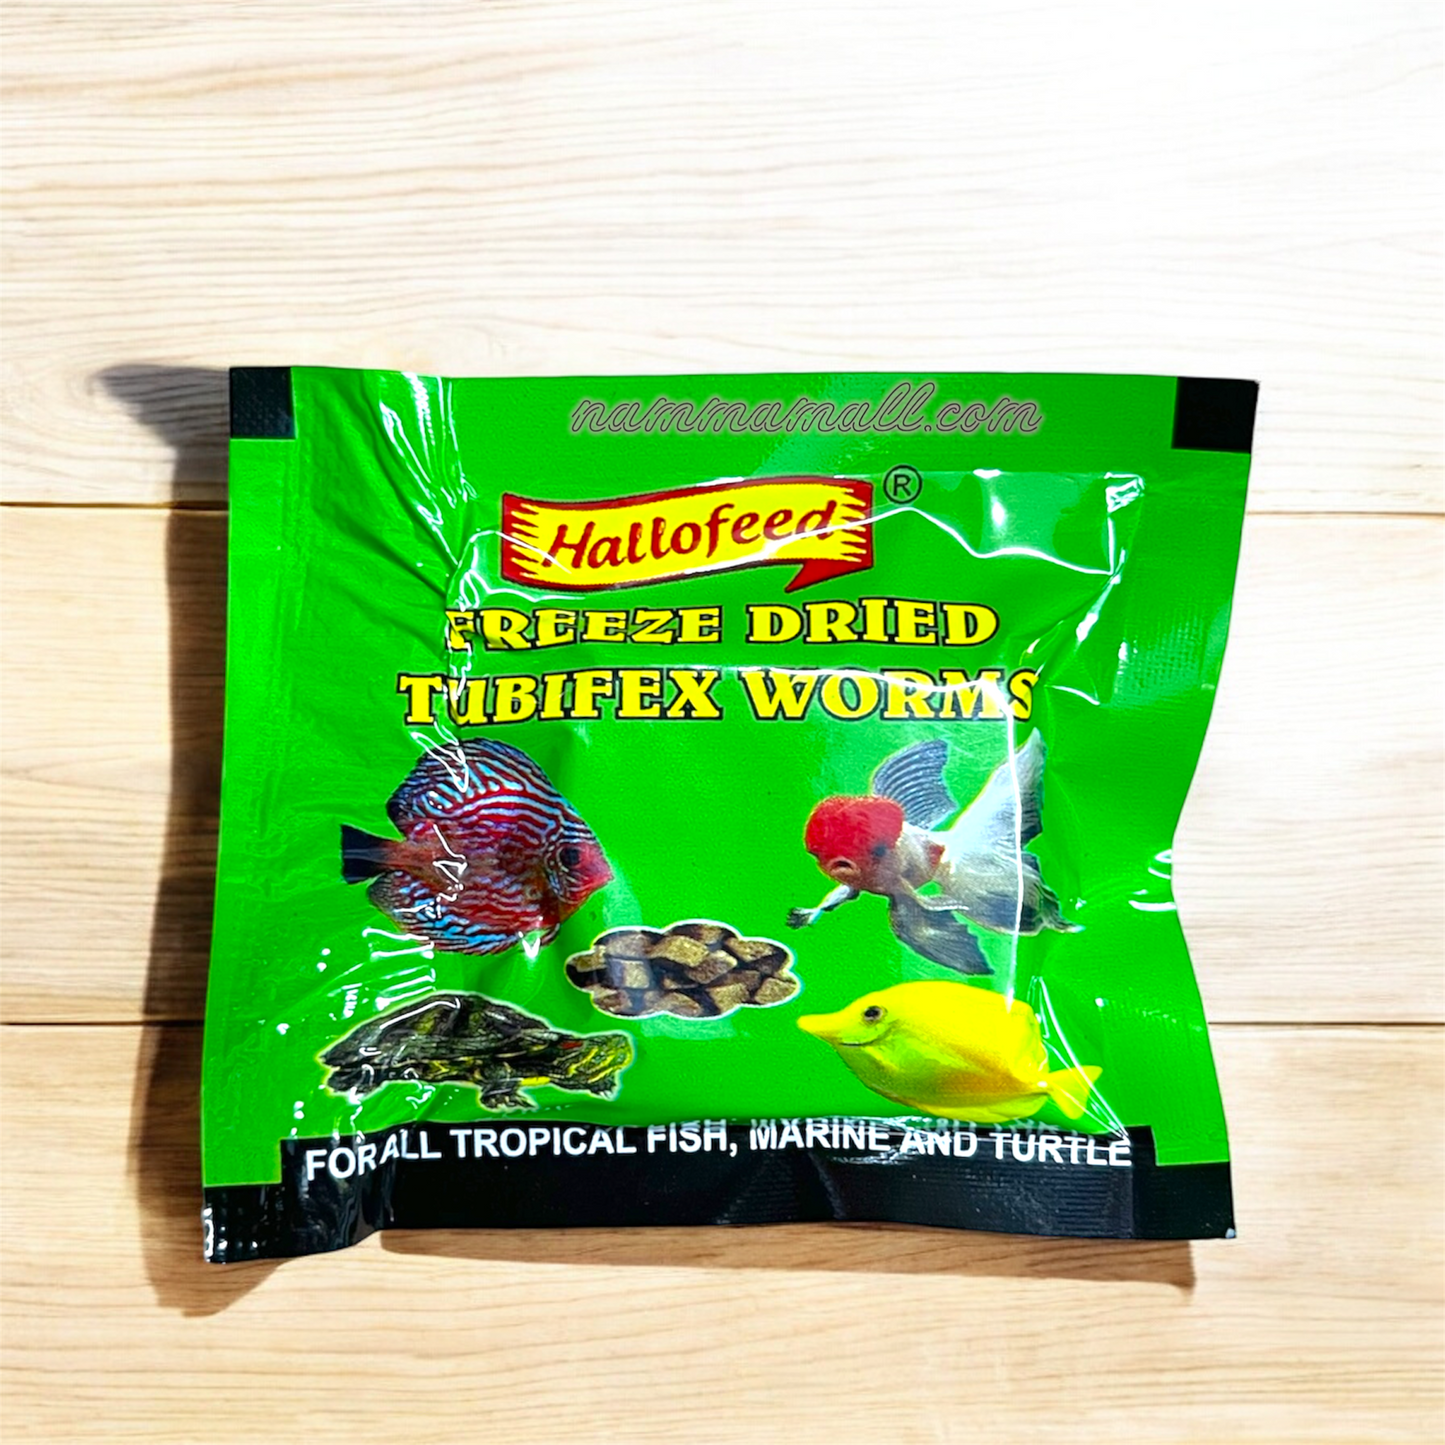 nammamall.com
Hallofeed ®
FREEZE DRIED
TUBIFEX WORMS
FOR ALL TROPICAL FISH, MARINE AND TURTLE